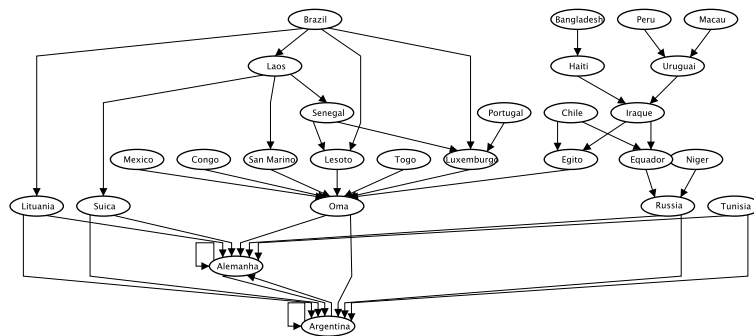 Brazil
Bangladesh
Peru
Macau
Laos
Haiti
Uruguai
Senegal
Portugal
Chile
Iraque
Mexico
Congo
San Marino
Lesoto
Togo
Luxemburgo
Egito
Equador
Niger
Lituania
Suica
Oma
Russia
Tunisia
Alemanha
Argentina